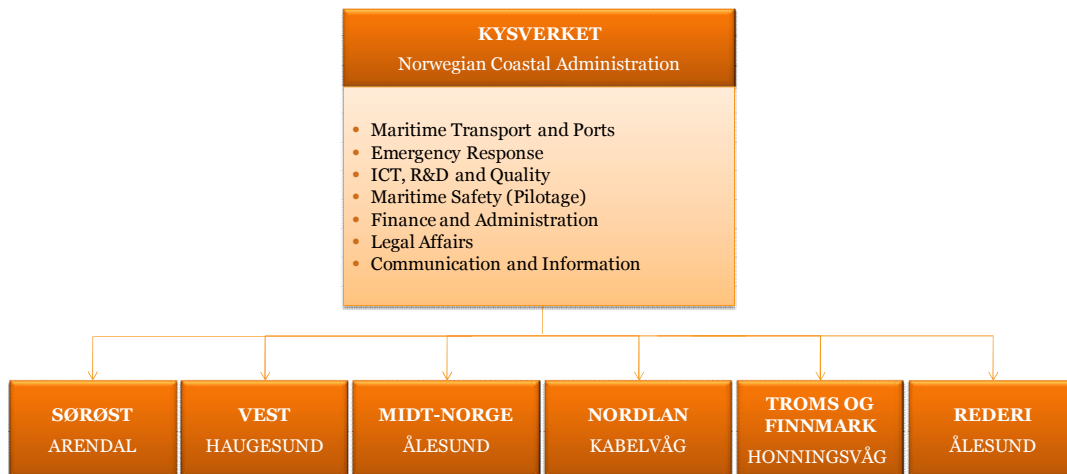 KYSVERKET
Norwegian Coastal Administration
• Maritime Transport and Ports
• Emergency Response
• ICT, R&D and Quality
• Maritime Safety (Pilotage)
• Finance and Administration
• Legal Affairs
• Communication and Information
SØRØST
ARENDAL
VEST
HAUGESUND
MIDT-NORGE
ÅLESUND
NORDLAN
KABELVÅG
TROMS OG
FINNMARK
HONNINGSVÅG
REDERI
ÅLESUND